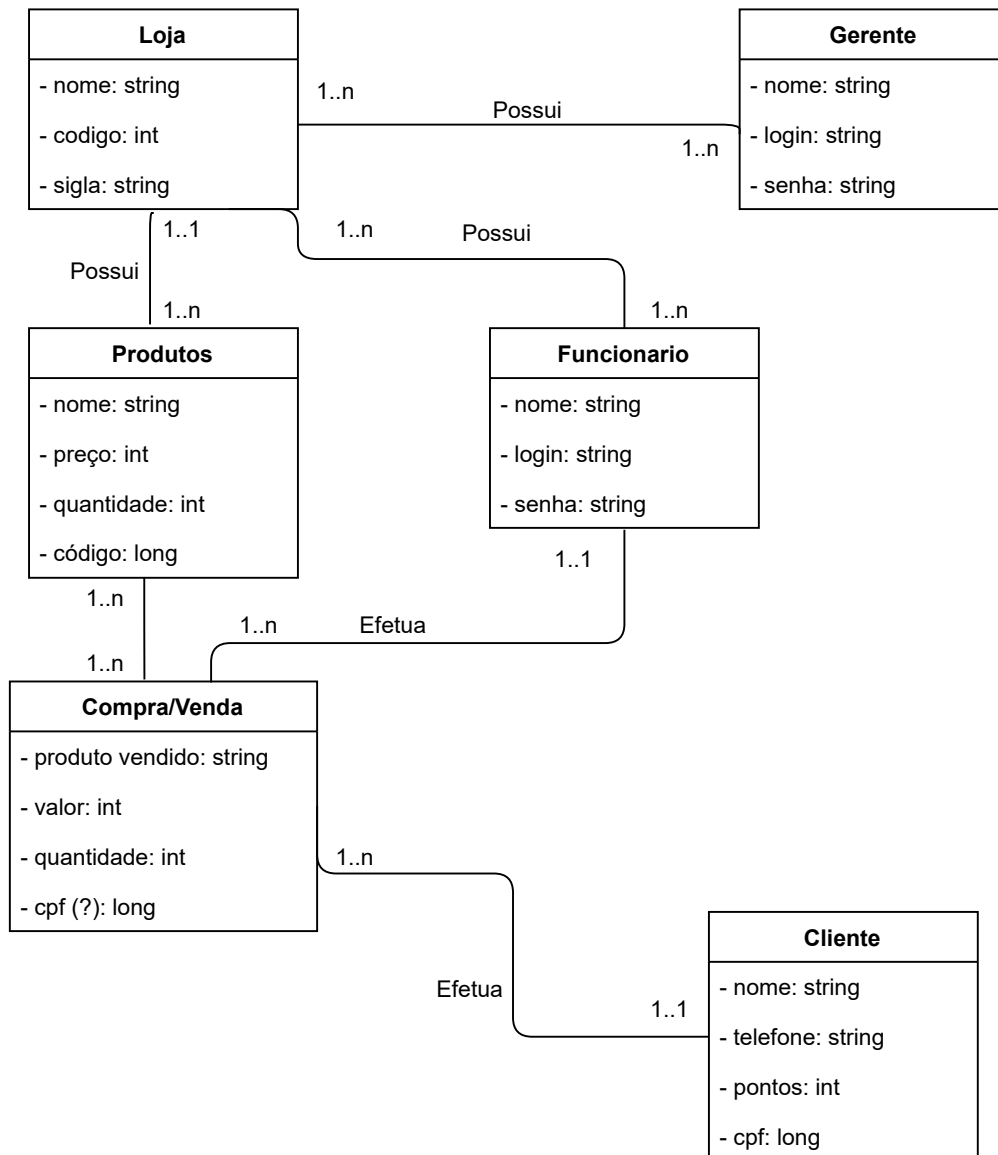 Loja
- nome: string
- codigo: int
- sigla: string
Gerente
- nome: string
- login: string
- senha: string
1..n
Possui
1..n
1..1
Possui
1..n
1..n
Possui
1..n
Produtos
- nome: string
- preço: int
- quantidade: int
- código: long
Funcionario
- nome: string
- login: string
- senha: string
1..n
1..n
1..1
Efetua
1..n
Compra/Venda
- produto vendido: string
- valor: int
- quantidade: int
- cpf (?): long
1..n
Efetua
1..1
Cliente
- nome: string
- telefone: string
- pontos: int
- cpf: long